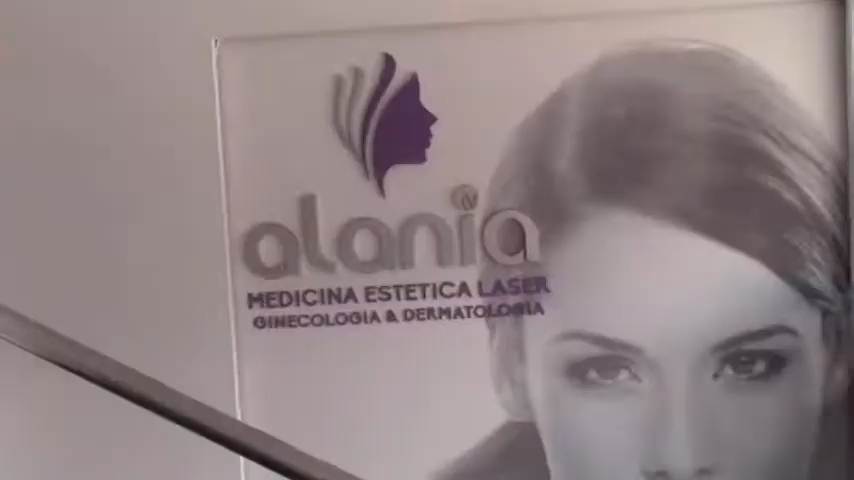 alania
MEDICINA ESTETICA LASER
GINECOLOGIA & DERMATOLOGIA